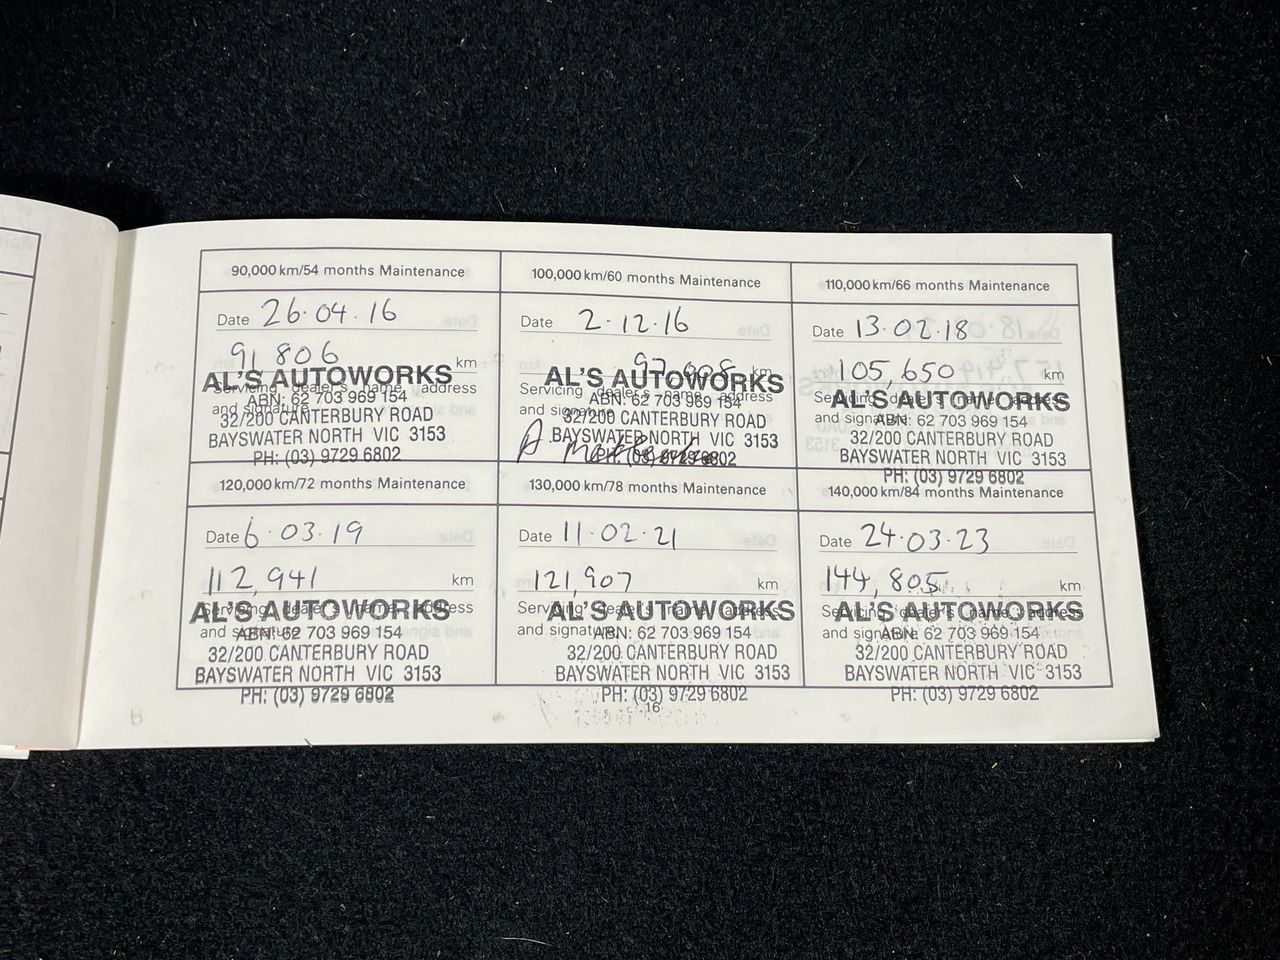 90,000 km/54 months Maintenance
Date 26.04.16
91 806 km
Servicing dealer's name, address
and signature
AL'S AUTOWORKS
ABN: 62 703 969 154
32/200 CANTERBURY ROAD
BAYSWATER NORTH VIC 3153
PH: (03) 9729 6802
100,000 km/60 months Maintenance
Date 2.12.16
97,008 km
Servicing dealer's name, address
and signature
AL'S AUTOWORKS
ABN: 62 703 969 154
32/200 CANTERBURY ROAD
BAYSWATER NORTH VIC 3153
PH: (03) 9729 6802
110,000 km/66 months Maintenance
Date 13.02.18
105,650 km
Servicing dealer's name, address
and signature
AL'S AUTOWORKS
ABN: 62 703 969 154
32/200 CANTERBURY ROAD
BAYSWATER NORTH VIC 3153
PH: (03) 9729 6802
120,000 km/72 months Maintenance
Date 6.03.19
112,941 km
Servicing dealer's name, address
and signature
AL'S AUTOWORKS
ABN: 62 703 969 154
32/200 CANTERBURY ROAD
BAYSWATER NORTH VIC 3153
PH: (03) 9729 6802
130,000 km/78 months Maintenance
Date 11.02.21
121,907 km
Servicing dealer's name, address
and signature
AL'S AUTOWORKS
ABN: 62 703 969 154
32/200 CANTERBURY ROAD
BAYSWATER NORTH VIC 3153
PH: (03) 9729 6802
140,000 km/84 months Maintenance
Date 24.03.23
144,805 km
Servicing dealer's name, address
and signature
AL'S AUTOWORKS
ABN: 62 703 969 154
32/200 CANTERBURY ROAD
BAYSWATER NORTH VIC 3153
PH: (03) 9729 6802
16